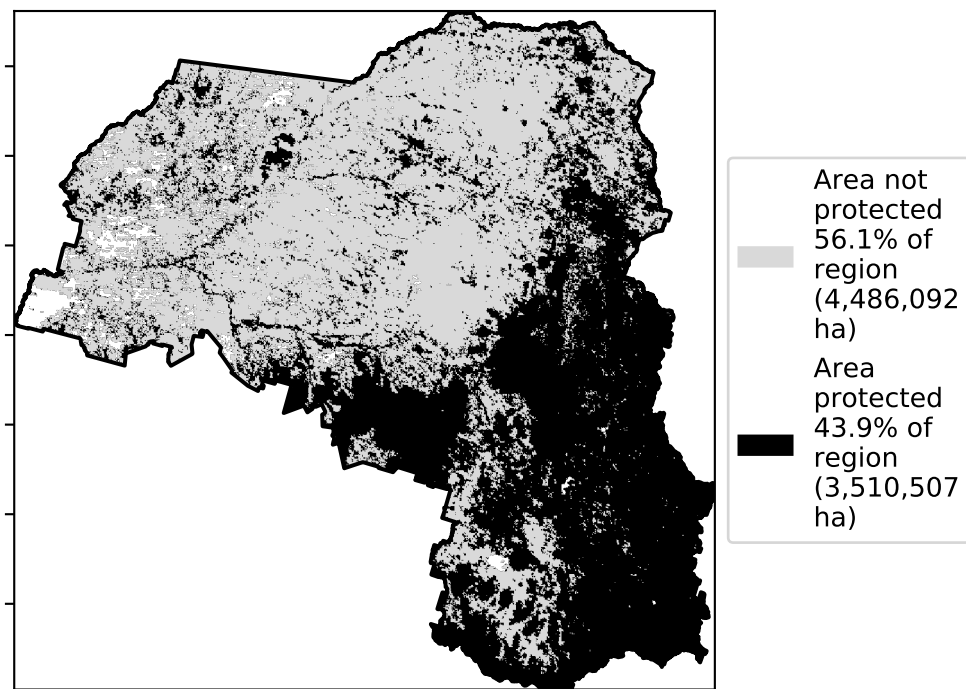 Area not
protected
56.1% of
region
(4,486,092
ha)
Area
protected
43.9% of
region
(3,510,507
ha)